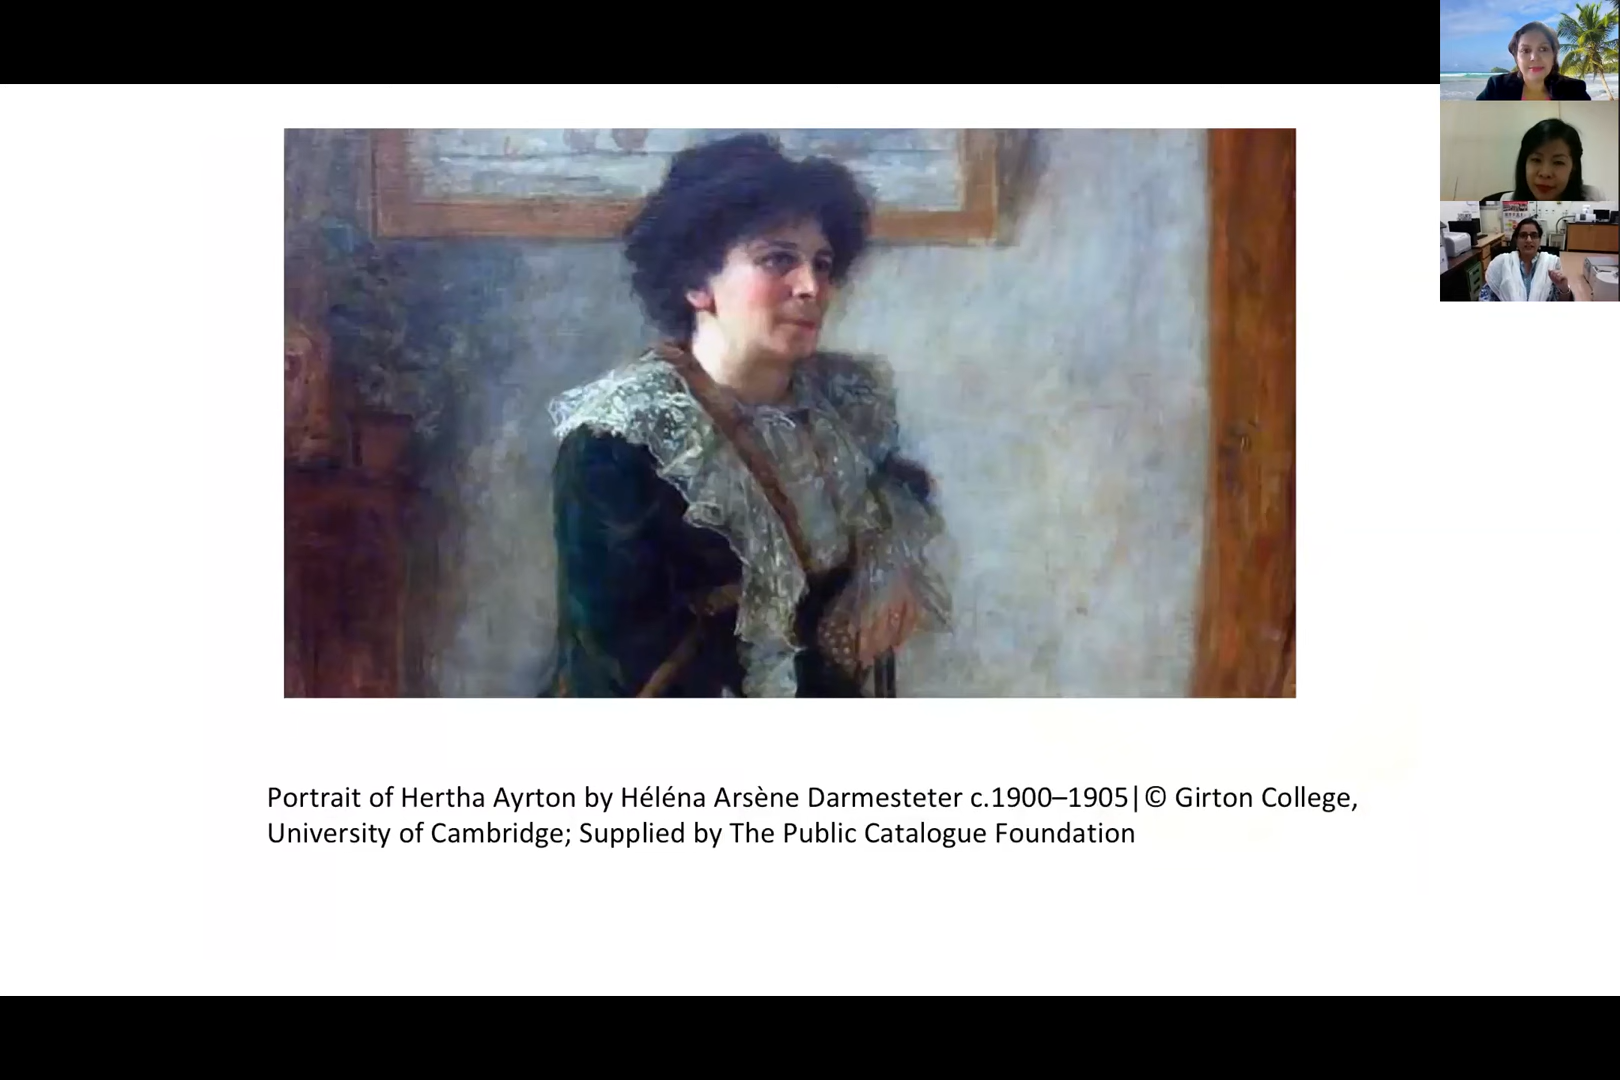 Portrait of Hertha Ayrton by Héléna Arsène Darmesteter c.1900–1905|© Girton College,
University of Cambridge; Supplied by The Public Catalogue Foundation